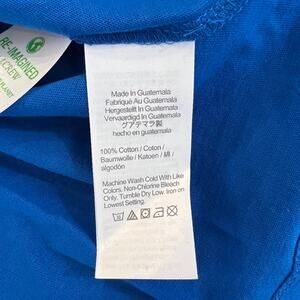 RE-IMAGINED
J.CREW
PLANET
Made In Guatemala
Fabriqué Au Guatemala
Hergestellt In Guatemala
Vervaardigd In Guatemala
グアテマラ製
hecho en guatemala
100% Cotton / Coton /
Baumwolle / Katoen / 綿 /
algodón
Machine Wash Cold With Like
Colors. Non-Chlorine Bleach
Only. Tumble Dry Low. Iron on
Lowest Setting.